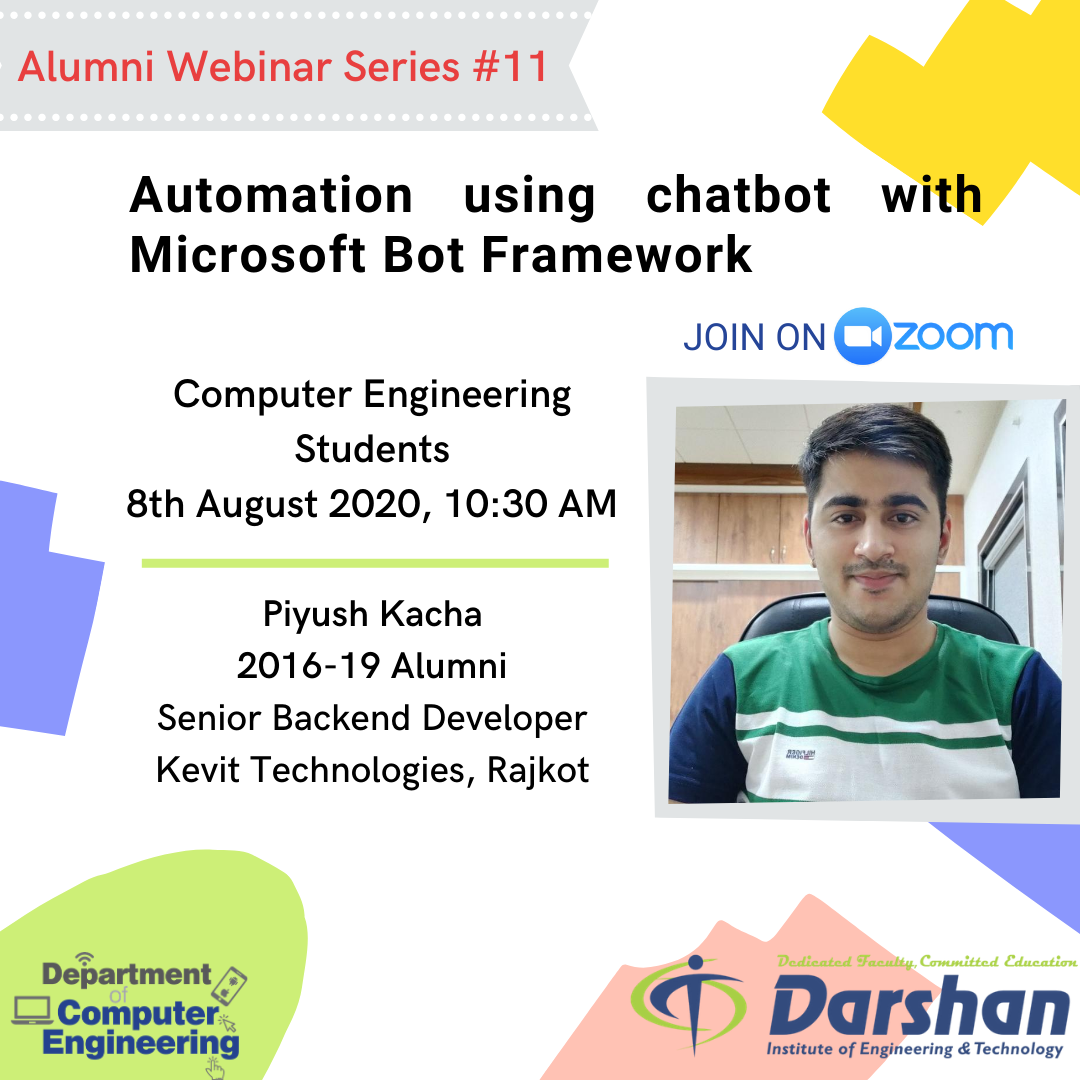 Alumni Webinar Series #11
Automation using chatbot with
Microsoft Bot Framework
JOIN ON zoom
Computer Engineering
Students
8th August 2020, 10:30 AM
Piyush Kacha
2016-19 Alumni
Senior Backend Developer
Kevit Technologies, Rajkot
Department
of
Computer
Engineering
Dedicated Faculty, Committed Education
Darshan
Institute of Engineering & Technology